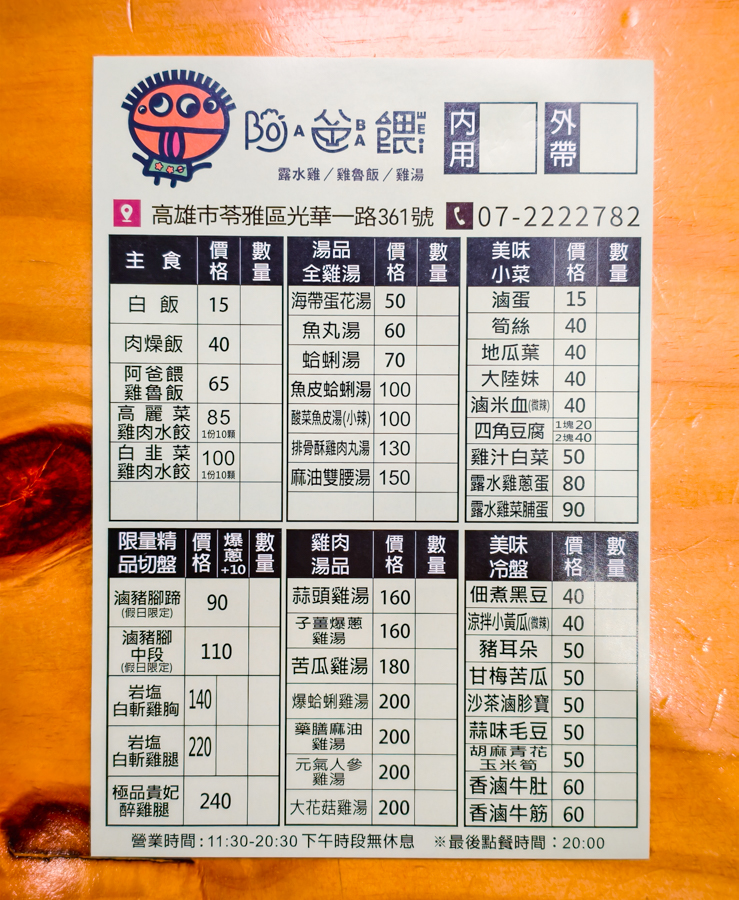 阿A爸BA餵WEi
露水雞／雞魯飯／雞湯
內用
外帶
高雄市苓雅區光華一路361號
07-2222782
主食 價格 數量
白飯 15
肉燥飯 40
阿爸餵雞魯飯 65
高麗菜雞肉水餃 85 1份10顆
白韭菜雞肉水餃 100 1份10顆
湯品全雞湯 價格 數量
海帶蛋花湯 50
魚丸湯 60
蛤蜊湯 70
魚皮蛤蜊湯 100
酸菜魚皮湯(小辣) 100
排骨酥雞肉丸湯 130
麻油雙腰湯 150
美味小菜 價格 數量
滷蛋 15
筍絲 40
地瓜葉 40
大陸妹 40
滷米血(微辣) 40
四角豆腐 1塊20 2塊40
雞汁白菜 50
露水雞蔥蛋 80
露水雞菜脯蛋 90
限量精品切盤 價格 爆蔥+10 數量
滷豬腳蹄(假日限定) 90
滷豬腳中段(假日限定) 110
岩塩白斬雞胸 140
岩塩白斬雞腿 220
極品貴妃醉雞腿 240
雞肉湯品 價格 數量
蒜頭雞湯 160
子薑爆蔥雞湯 160
苦瓜雞湯 180
爆蛤蜊雞湯 200
藥膳麻油雞湯 200
元氣人參雞湯 200
大花菇雞湯 200
美味冷盤 價格 數量
佃煮黑豆 40
涼拌小黃瓜(微辣) 40
豬耳朵 50
甘梅苦瓜 50
沙茶滷胗寶 50
蒜味毛豆 50
胡麻青花玉米筍 50
香滷牛肚 60
香滷牛筋 60
營業時間:11:30-20:30 下午時段無休息 ※最後點餐時間：20:00